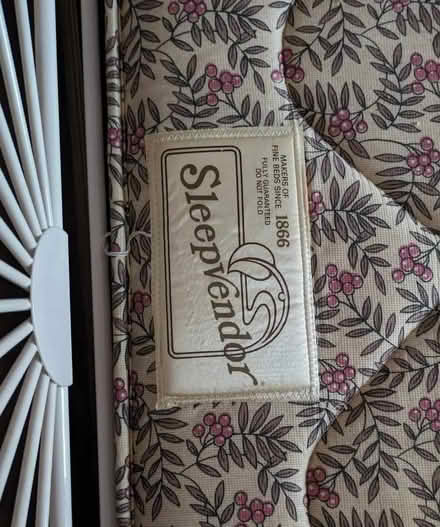 MAKERS OF
FINE BEDS SINCE 1866
FULLY GUARANTEED
DO NOT FOLD
Sleepvendor